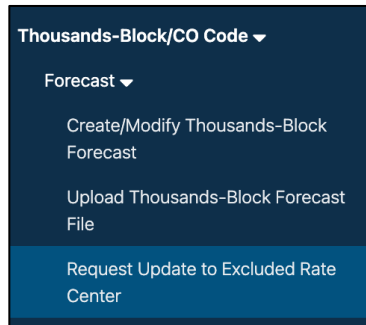 Thousands-Block/CO Code
Forecast
Create/Modify Thousands-Block
Forecast
Upload Thousands-Block Forecast
File
Request Update to Excluded Rate
Center